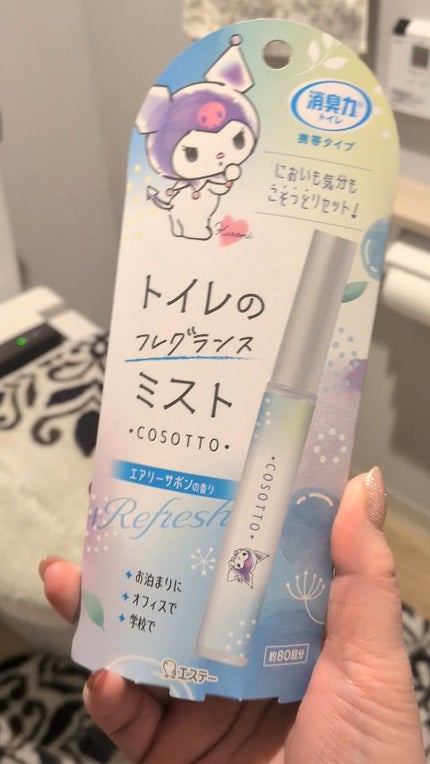 消臭力
トイレ
携帯タイプ
においも気分も
こそっとリセット!
Kuromi
トイレの
フレグランス
ミスト
・COSOTTO・
エアリーサボンの香り
+Refresh
お泊まりに
オフィスで
学校で
・COSOTTO・
約80回分
エステー